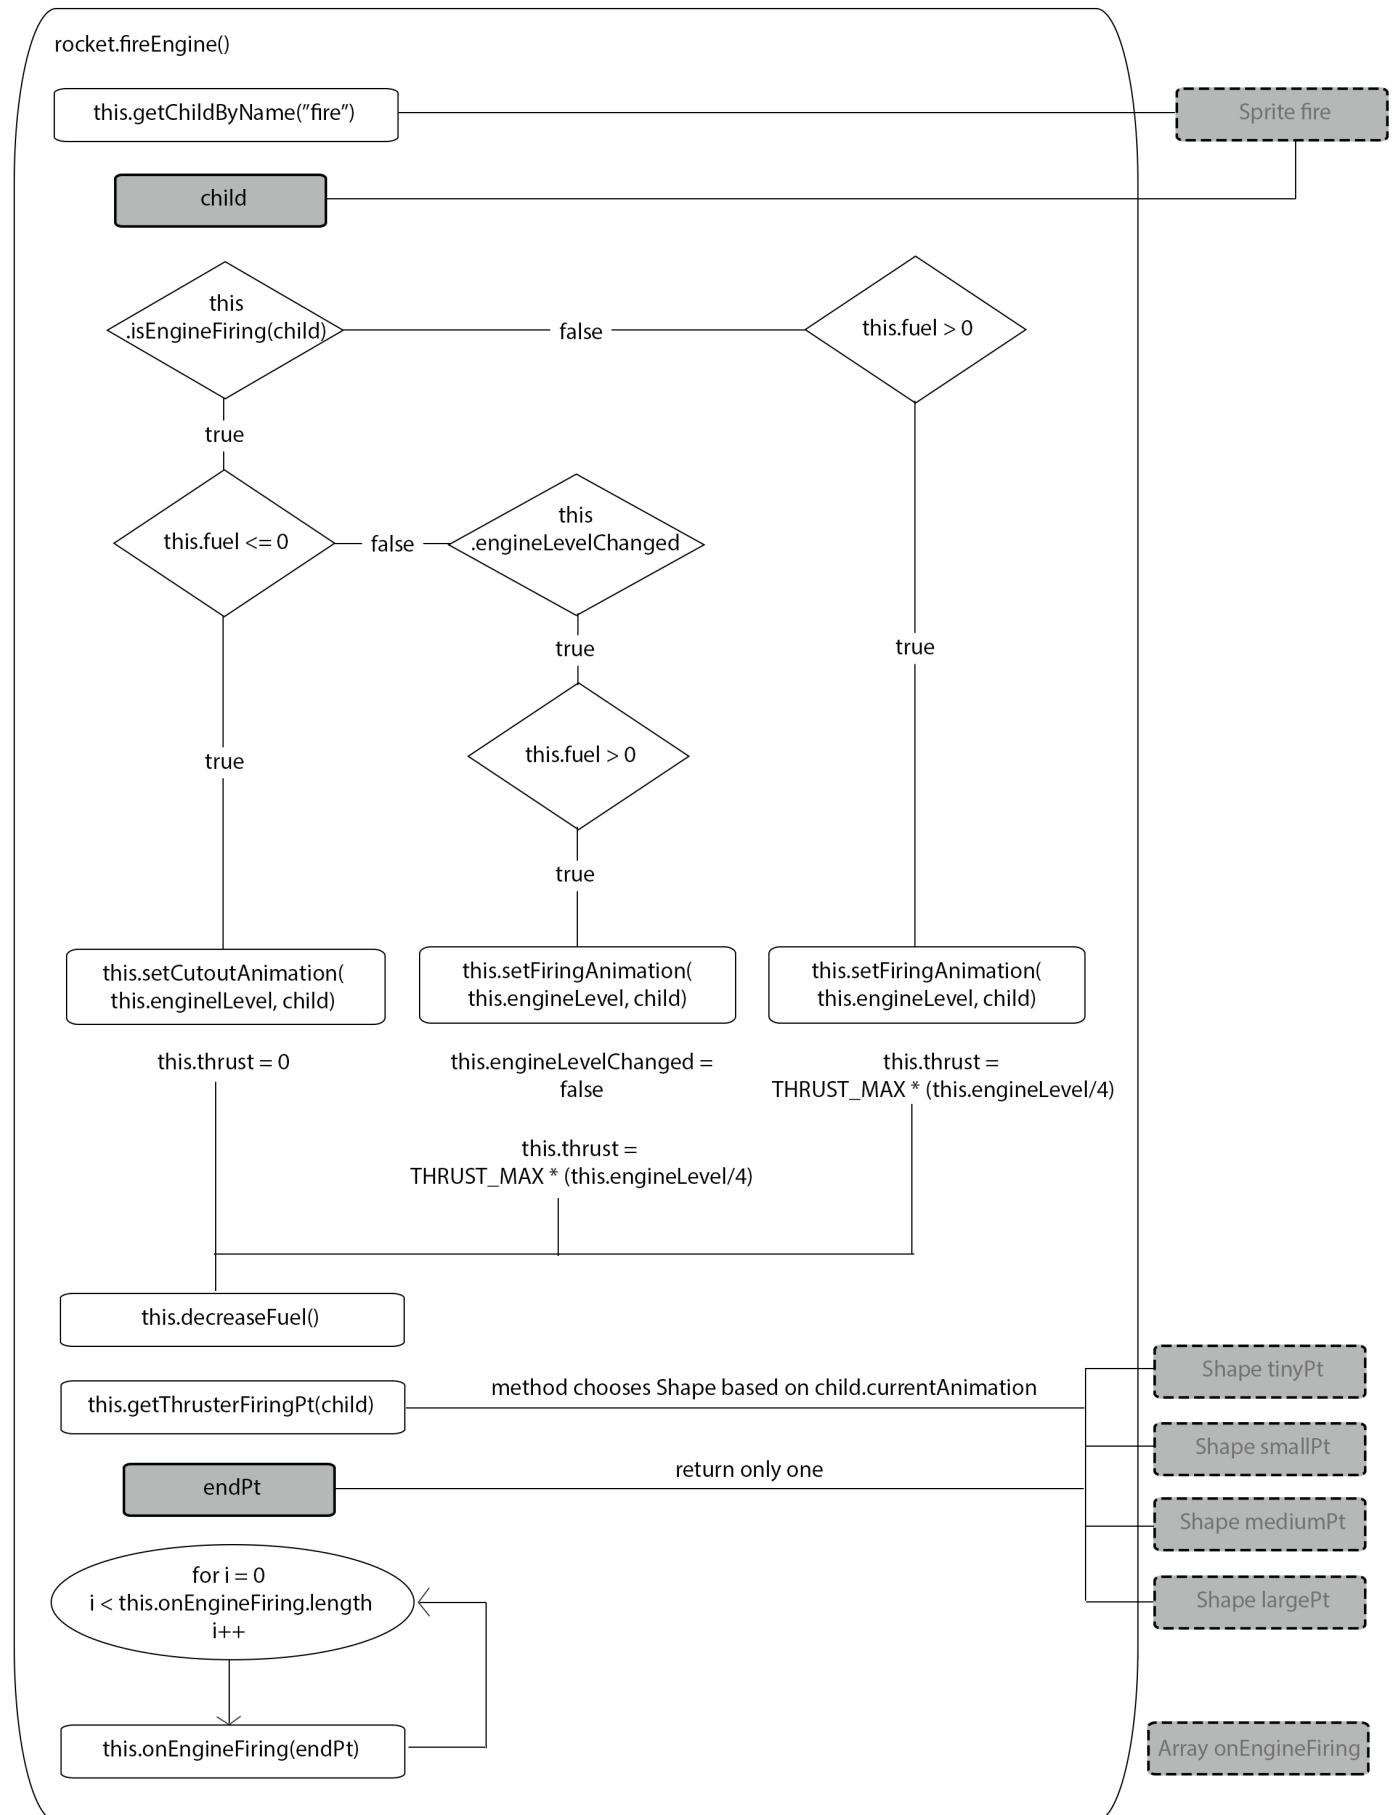 rocket.fireEngine()
this.getChildByName("fire")
Sprite fire
child
this
.isEngineFiring(child)
false
this.fuel > 0
true
this.fuel <= 0
false
this
.engineLevelChanged
true
true
this.fuel > 0
true
true
this.setCutoutAnimation(
this.enginelLevel, child)
this.setFiringAnimation(
this.engineLevel, child)
this.setFiringAnimation(
this.engineLevel, child)
this.thrust = 0
this.engineLevelChanged =
false
this.thrust =
THRUST_MAX * (this.engineLevel/4)
this.thrust =
THRUST_MAX * (this.engineLevel/4)
this.decreaseFuel()
this.getThrusterFiringPt(child)
method chooses Shape based on child.currentAnimation
Shape tinyPt
Shape smallPt
endPt
return only one
Shape mediumPt
Shape largePt
for i = 0
i < this.onEngineFiring.length
i++
this.onEngineFiring(endPt)
Array onEngineFiring